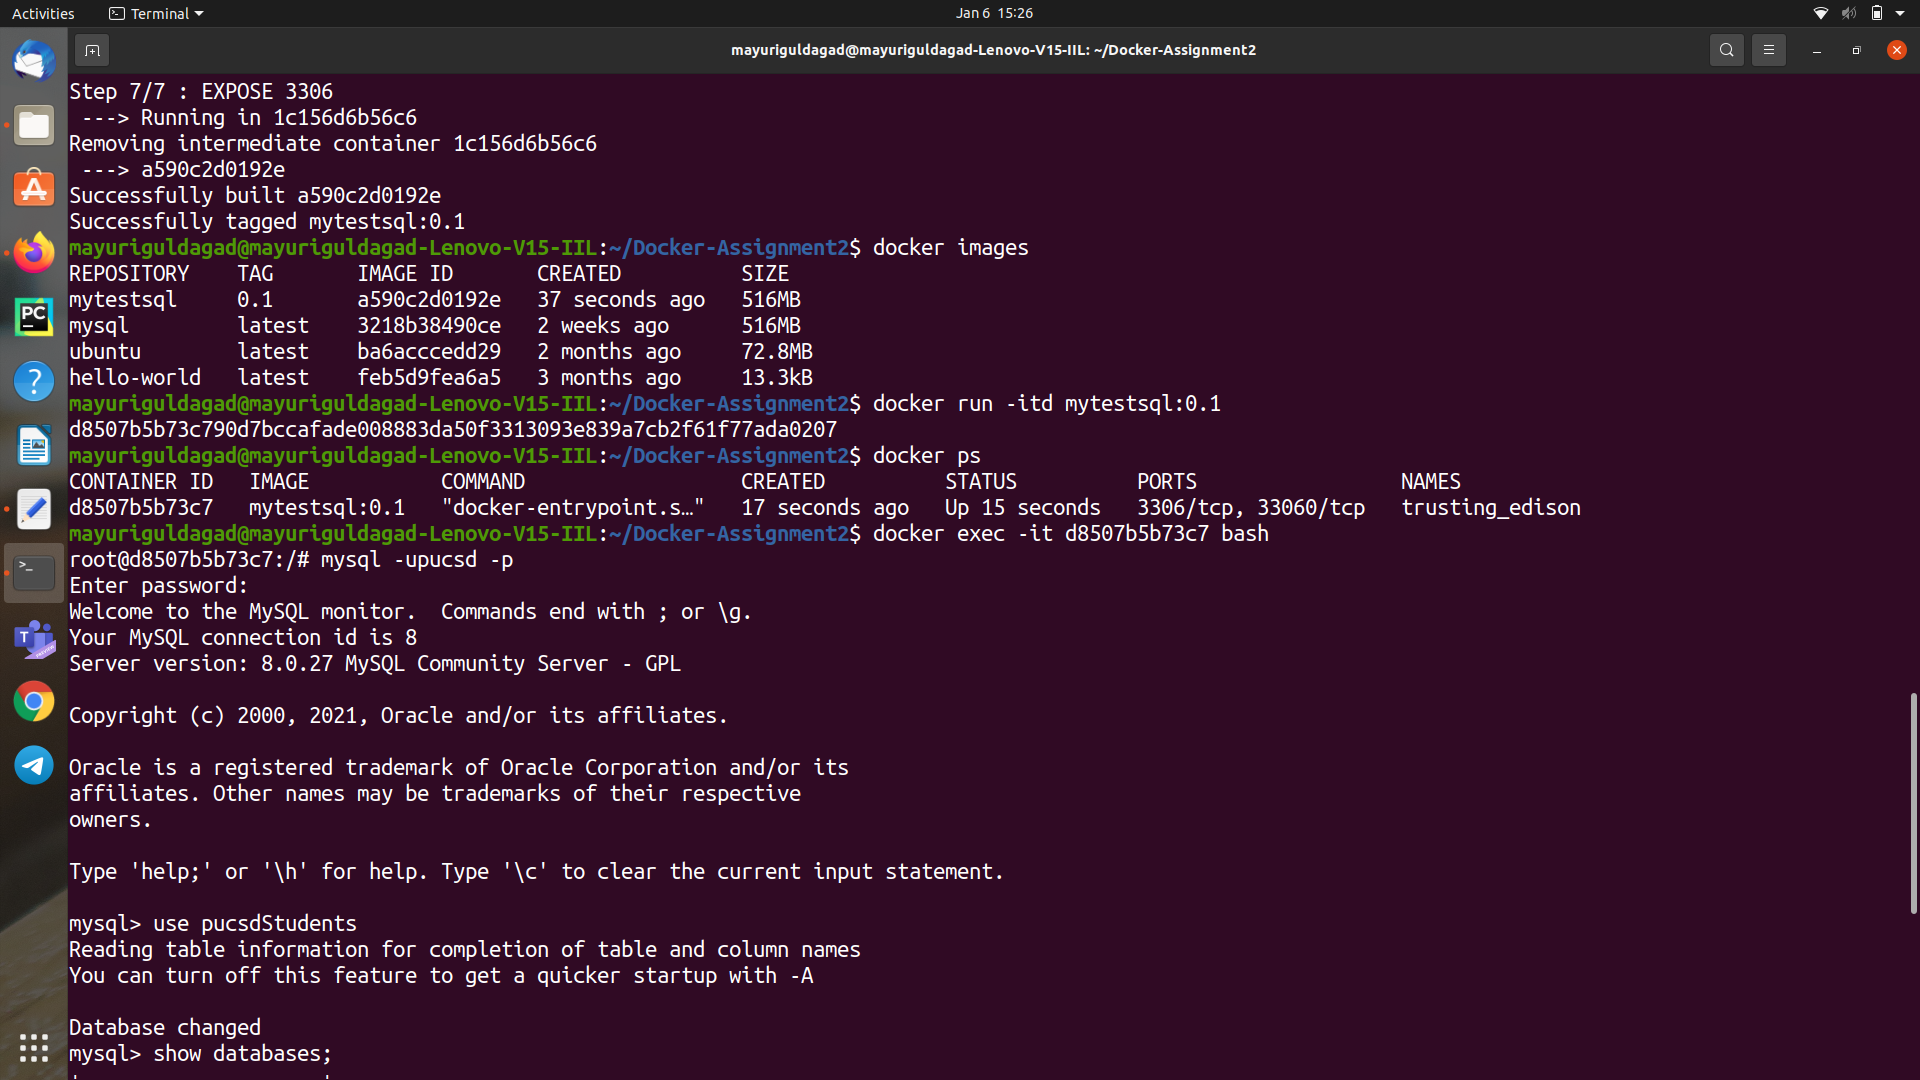 Activities
Terminal
Jan 6 15:26
mayuriguldagad@mayuriguldagad-Lenovo-V15-IIL: ~/Docker-Assignment2
Step 7/7 : EXPOSE 3306
 ---> Running in 1c156d6b56c6
Removing intermediate container 1c156d6b56c6
 ---> a590c2d0192e
Successfully built a590c2d0192e
Successfully tagged mytestsql:0.1
mayuriguldagad@mayuriguldagad-Lenovo-V15-IIL:~/Docker-Assignment2$ docker images
REPOSITORY    TAG       IMAGE ID       CREATED          SIZE
mytestsql     0.1       a590c2d0192e   37 seconds ago   516MB
mysql         latest    3218b38490ce   2 weeks ago      516MB
ubuntu        latest    ba6acccedd29   2 months ago     72.8MB
hello-world   latest    feb5d9fea6a5   3 months ago     13.3kB
mayuriguldagad@mayuriguldagad-Lenovo-V15-IIL:~/Docker-Assignment2$ docker run -itd mytestsql:0.1
d8507b5b73c790d7bccafade008883da50f3313093e839a7cb2f61f77ada0207
mayuriguldagad@mayuriguldagad-Lenovo-V15-IIL:~/Docker-Assignment2$ docker ps
CONTAINER ID   IMAGE           COMMAND                  CREATED          STATUS          PORTS                 NAMES
d8507b5b73c7   mytestsql:0.1   "docker-entrypoint.s…"   17 seconds ago   Up 15 seconds   3306/tcp, 33060/tcp   trusting_edison
mayuriguldagad@mayuriguldagad-Lenovo-V15-IIL:~/Docker-Assignment2$ docker exec -it d8507b5b73c7 bash
root@d8507b5b73c7:/# mysql -upucsd -p
Enter password:
Welcome to the MySQL monitor.  Commands end with ; or \g.
Your MySQL connection id is 8
Server version: 8.0.27 MySQL Community Server - GPL
Copyright (c) 2000, 2021, Oracle and/or its affiliates.
Oracle is a registered trademark of Oracle Corporation and/or its
affiliates. Other names may be trademarks of their respective
owners.
Type 'help;' or '\h' for help. Type '\c' to clear the current input statement.
mysql> use pucsdStudents
Reading table information for completion of table and column names
You can turn off this feature to get a quicker startup with -A
Database changed
mysql> show databases;
PC
T
PREVIEW